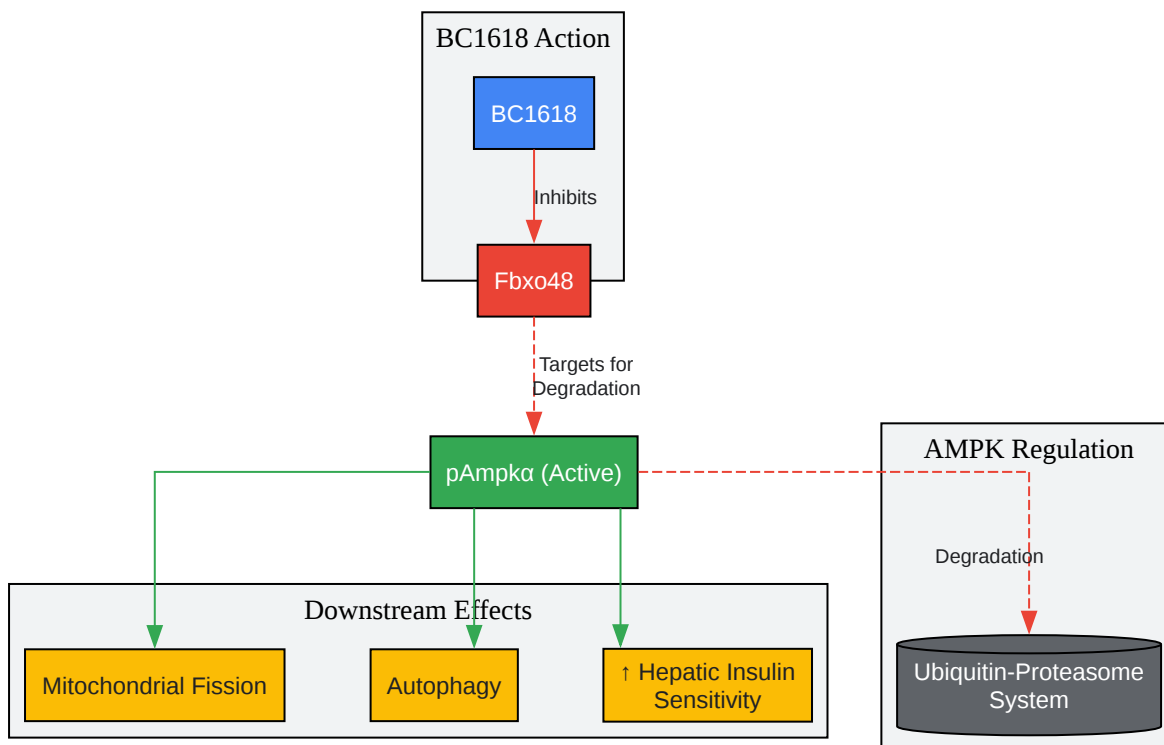 BC1618 Action
BC1618
Inhibits
Fbxo48
Targets for
Degradation
pAmpkα (Active)
AMPK Regulation
Degradation
Downstream Effects
Mitochondrial Fission
Autophagy
↑ Hepatic Insulin
Sensitivity
Ubiquitin-Proteasome
System